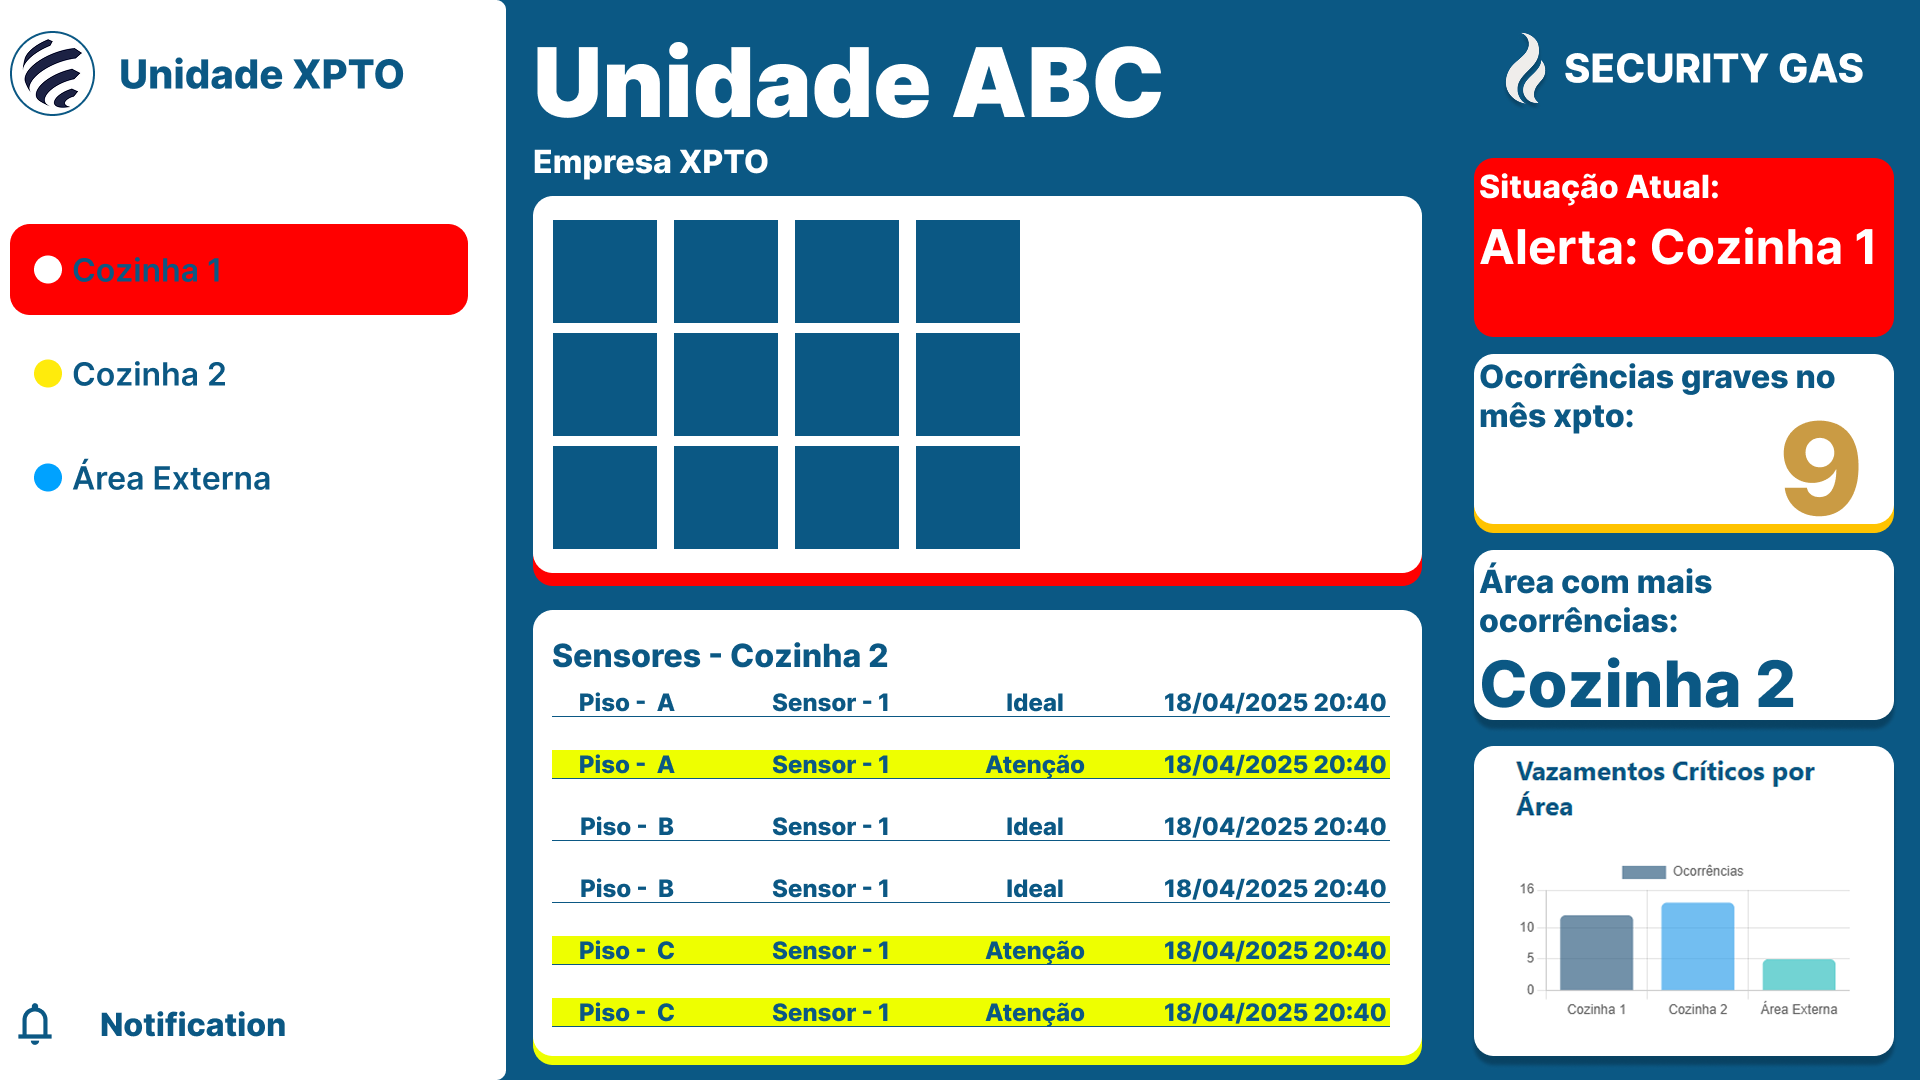 Unidade XPTO
Cozinha 1
Cozinha 2
Área Externa
Notification
Unidade ABC
Empresa XPTO
Sensores - Cozinha 2
Piso - A Sensor - 1 Ideal 18/04/2025 20:40
Piso - A Sensor - 1 Atenção 18/04/2025 20:40
Piso - B Sensor - 1 Ideal 18/04/2025 20:40
Piso - B Sensor - 1 Ideal 18/04/2025 20:40
Piso - C Sensor - 1 Atenção 18/04/2025 20:40
Piso - C Sensor - 1 Atenção 18/04/2025 20:40
SECURITY GAS
Situação Atual:
Alerta: Cozinha 1
Ocorrências graves no
mês xpto:
9
Área com mais
ocorrências:
Cozinha 2
Vazamentos Críticos por
Área
Ocorrências
16
10
5
0
Cozinha 1 Cozinha 2 Área Externa